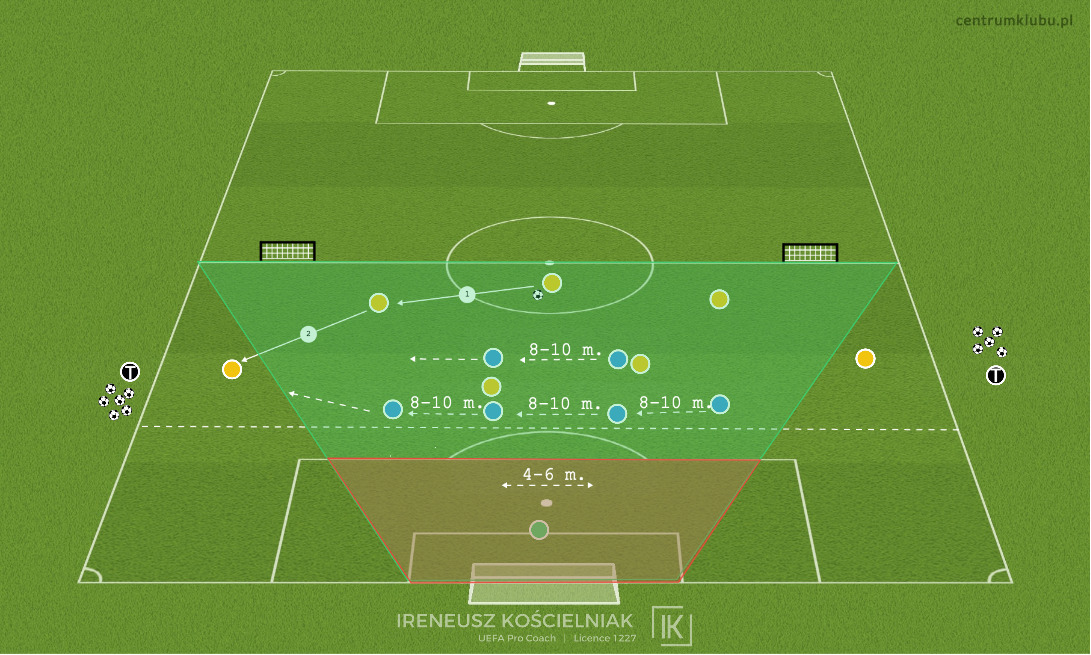 centrumklubu.pl
1
2
8-10 m.
T
T
8-10 m. 8-10 m. 8-10 m.
4-6 m.
IRENEUSZ KOŚCIELNIAK
UEFA Pro Coach | Licence 1227
IK